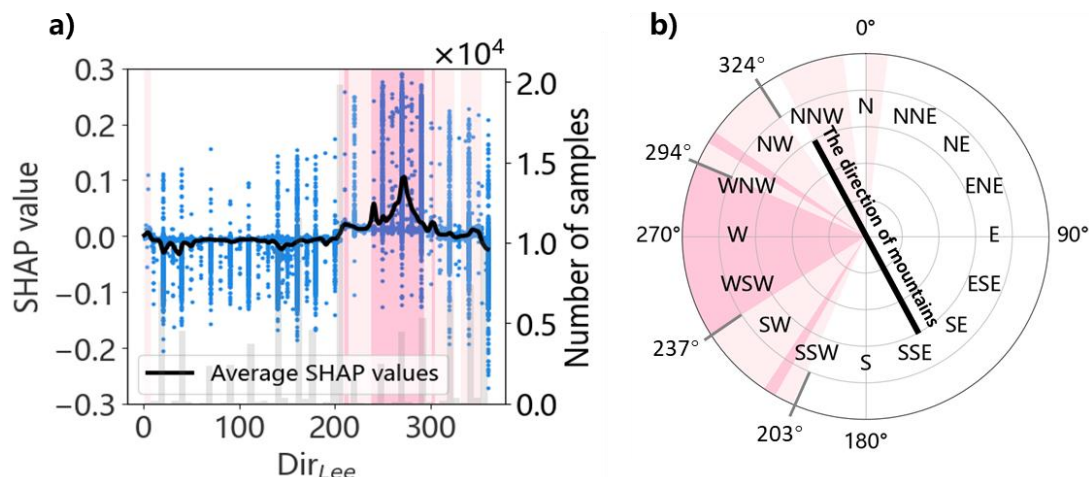 a)
×10⁴
SHAP value
0.3
0.2
0.1
0.0
−0.1
−0.2
−0.3
2.0
1.5
1.0
0.5
0.0
Number of samples
Average SHAP values
0 100 200 300
Dir_Lee
b)
0°
324°
294°
270°
237°
203°
180°
90°
N
NNE
NE
ENE
E
ESE
SE
SSE
S
SSW
SW
WSW
W
WNW
NW
NNW
The direction of mountains